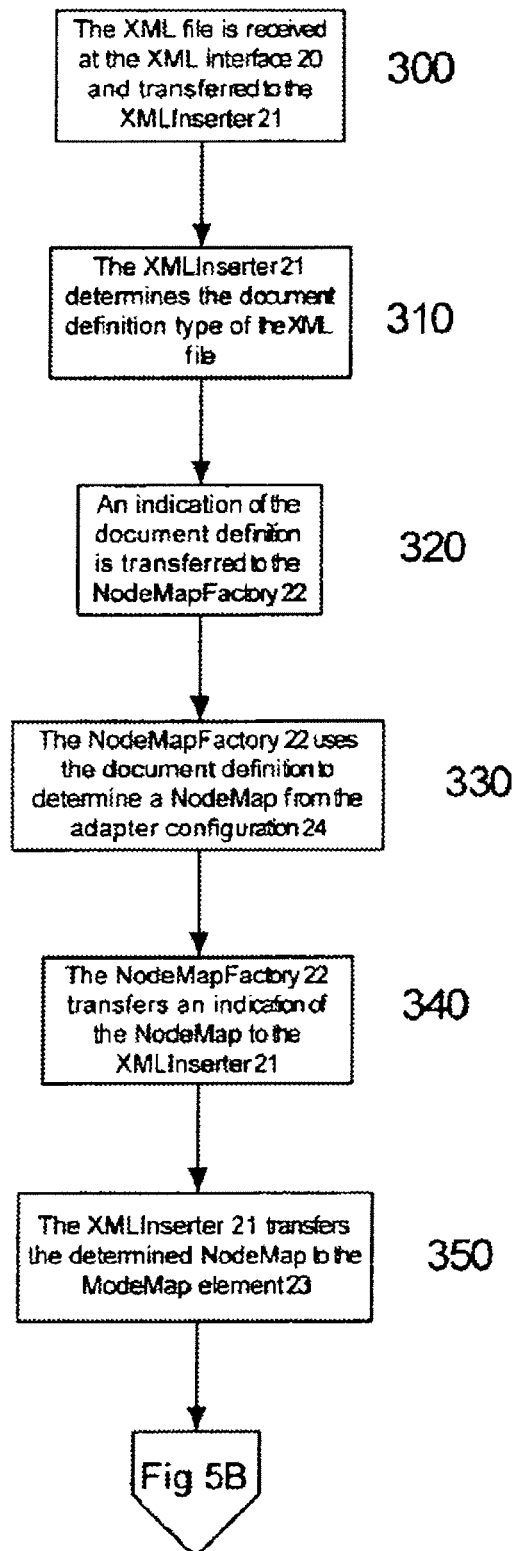 The XML file is received
at the XML interface 20
and transferred to the
XMLInserter 21
300
The XMLInserter 21
determines the document
definition type of the XML
file
310
An indication of the
document definition
is transferred to the
NodeMapFactory 22
320
The NodeMapFactory 22 uses
the document definition to
determine a NodeMap from the
adapter configuration 24
330
The NodeMapFactory 22
transfers an indication of
the NodeMap to the
XMLInserter 21
340
The XMLInserter 21 transfers
the determined NodeMap to the
ModeMap element 23
350
Fig 5B